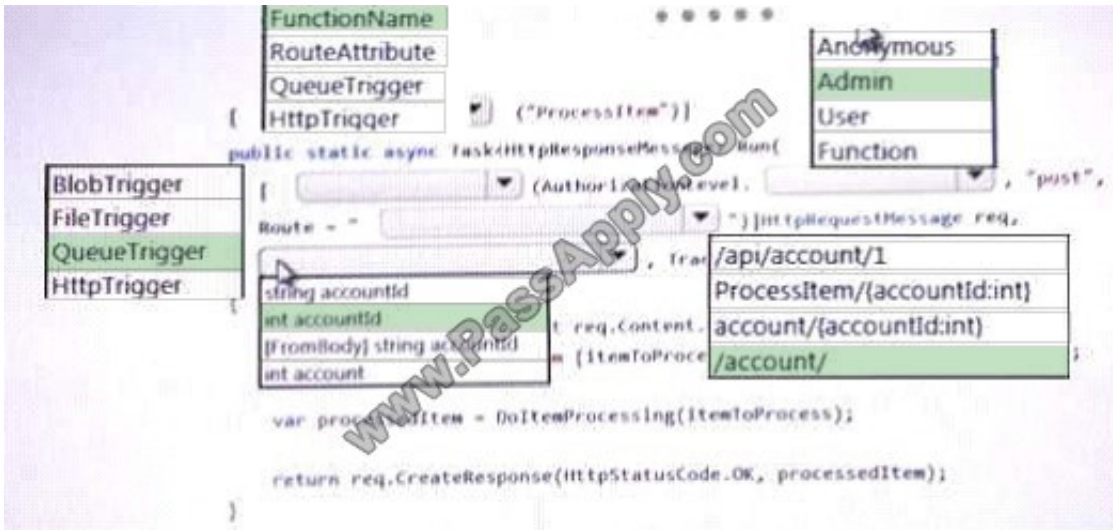 FunctionName
RouteAttribute
QueueTrigger
HttpTrigger
Anonymous
Admin
User
Function
[ ("ProcessItem")]
public static async Task<HttpResponseMessage> Run(
BlobTrigger
FileTrigger
QueueTrigger
HttpTrigger
[ (AuthorizationLevel. , "post",
Route = " ")]HttpRequestMessage req,
,
string accountId
int accountId
[FromBody] string accountId
int account
/api/account/1
ProcessItem/{accountId:int}
account/{accountId:int}
/account/
req.Content.
var processedItem = DoItemProcessing(itemToProcess);
return req.CreateResponse(HttpStatusCode.OK, processedItem);
}
www.PassApply.com